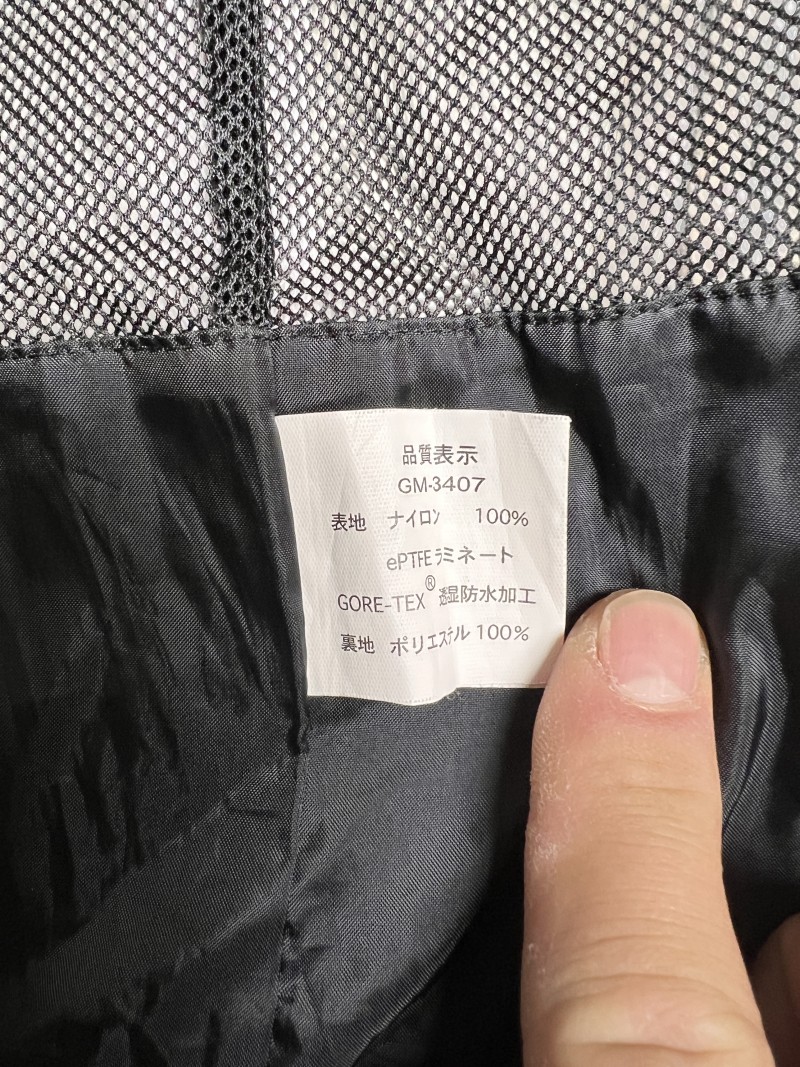 品質表示
GM-3407
表地 ナイロン 100%
ePTFEラミネート
GORE-TEX® 透湿防水加工
裏地 ポリエステル 100%